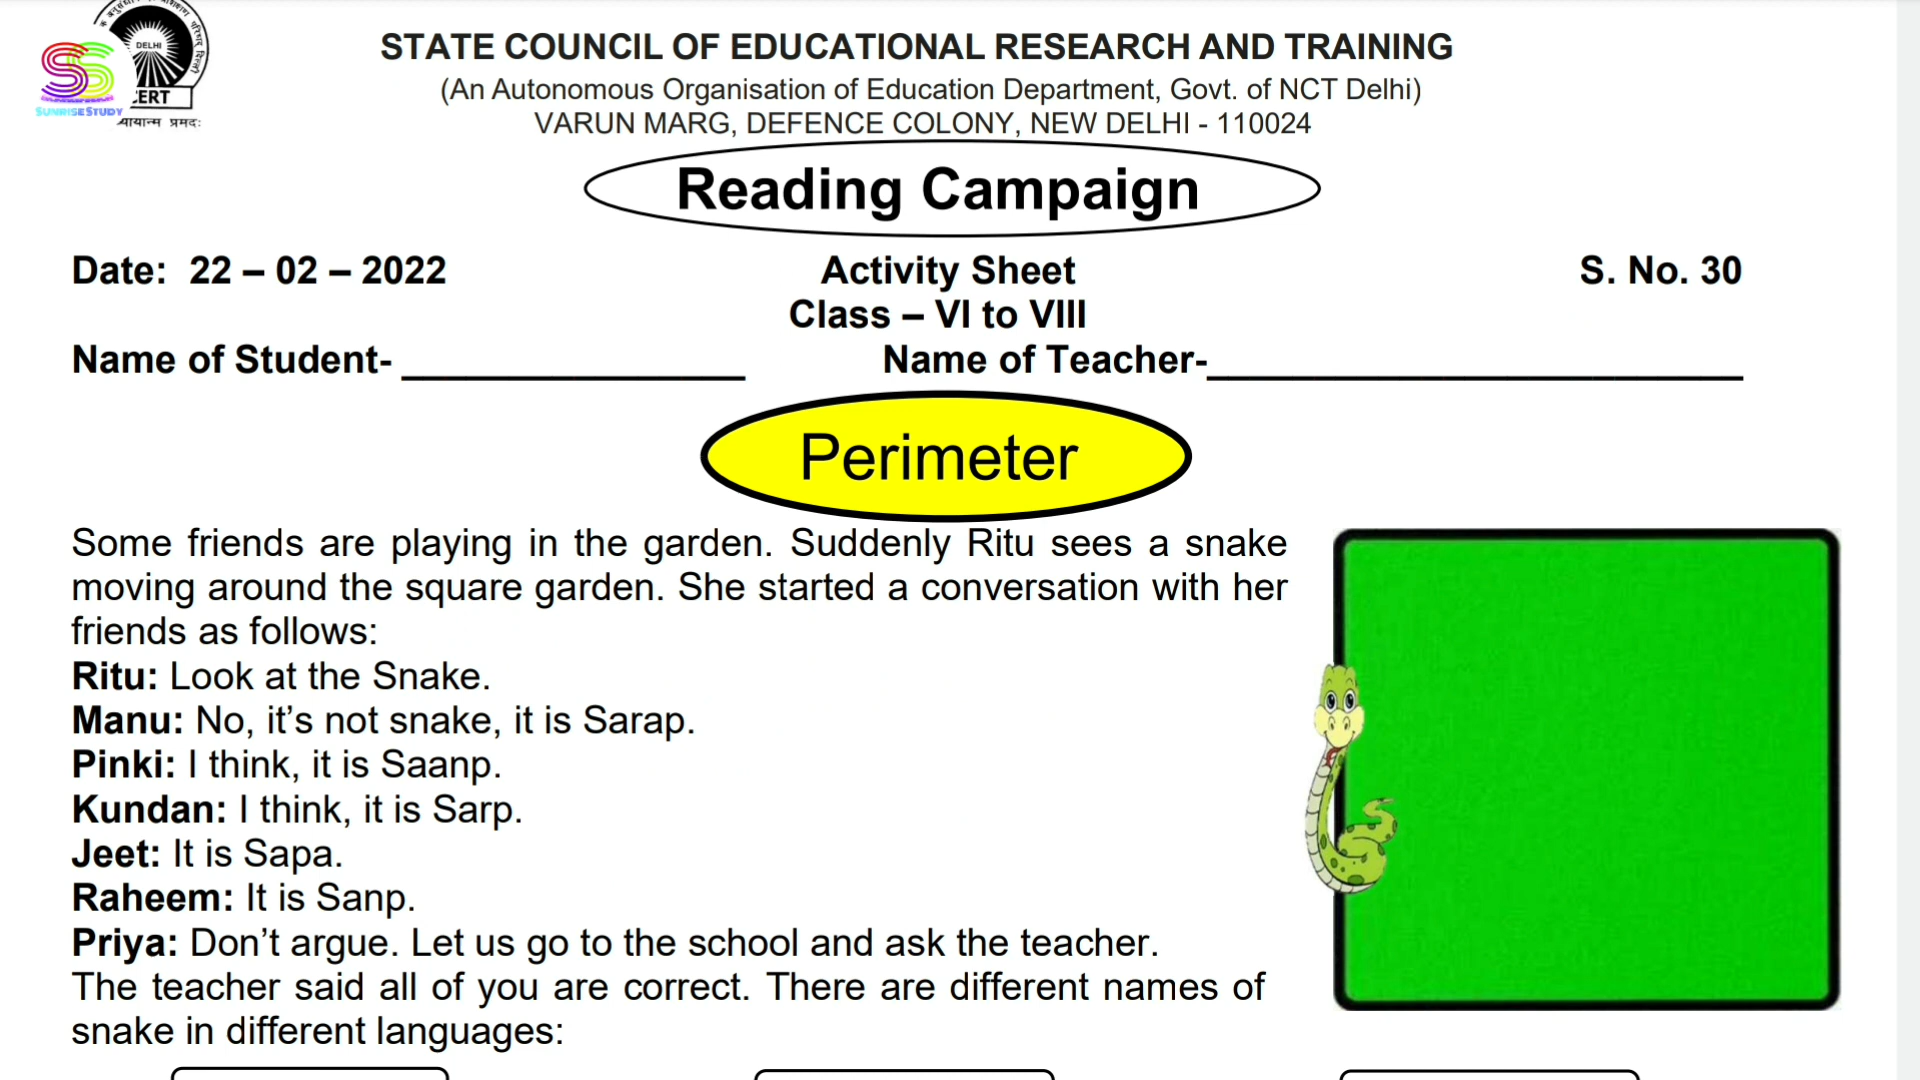 DELHI
CERT
SUNRISESTUDY
STATE COUNCIL OF EDUCATIONAL RESEARCH AND TRAINING
(An Autonomous Organisation of Education Department, Govt. of NCT Delhi)
VARUN MARG, DEFENCE COLONY, NEW DELHI - 110024
Reading Campaign
Date: 22 – 02 – 2022 Activity Sheet S. No. 30
Class – VI to VIII
Name of Student- ________________ Name of Teacher-_________________________
Perimeter
Some friends are playing in the garden. Suddenly Ritu sees a snake
moving around the square garden. She started a conversation with her
friends as follows:
Ritu: Look at the Snake.
Manu: No, it’s not snake, it is Sarap.
Pinki: I think, it is Saanp.
Kundan: I think, it is Sarp.
Jeet: It is Sapa.
Raheem: It is Sanp.
Priya: Don’t argue. Let us go to the school and ask the teacher.
The teacher said all of you are correct. There are different names of
snake in different languages: